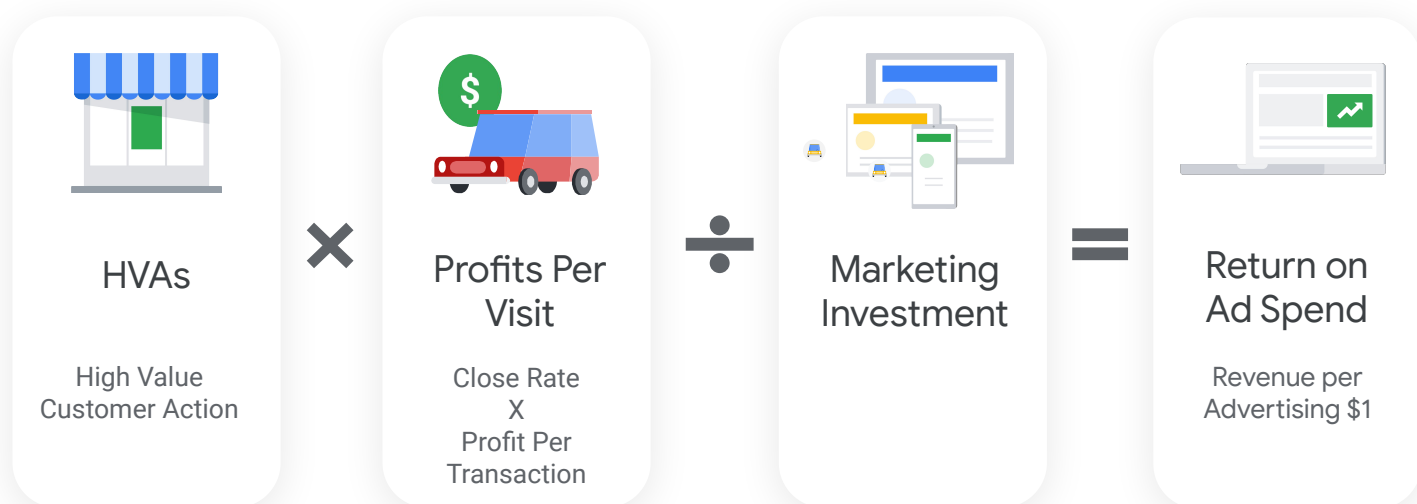 $
HVAs
High Value
Customer Action
×
Profits Per
Visit
Close Rate
X
Profit Per
Transaction
÷
Marketing
Investment
=
Return on
Ad Spend
Revenue per
Advertising $1